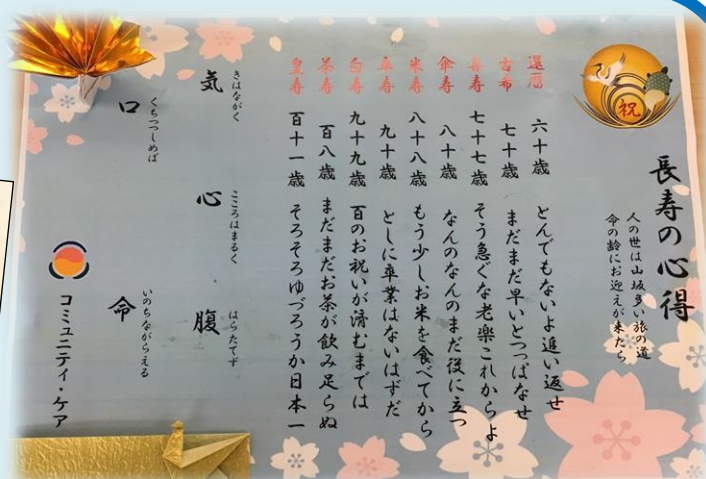 祝
長寿の心得
人の世は山坂多い旅の道
命の齢にお迎えが来たら
還暦 六十歳 とんでもないよ追い返せ
古希 七十歳 まだまだ早いとつっぱなせ
喜寿 七十七歳 そう急ぐな老楽これからよ
傘寿 八十歳 なんのなんのまだ役に立つ
米寿 八十八歳 もう少しお米を食べてから
卒寿 九十歳 としに卒業はないはずだ
白寿 九十九歳 百のお祝いが済むまでは
茶寿 百八歳 まだまだお茶が飲み足らぬ
皇寿 百十一歳 そろそろゆづろうか日本一
きはながく こころはまるく はらたてず
気 心 腹
くちつつしめば いのちながらえる
口 命
コミュニティ・ケア